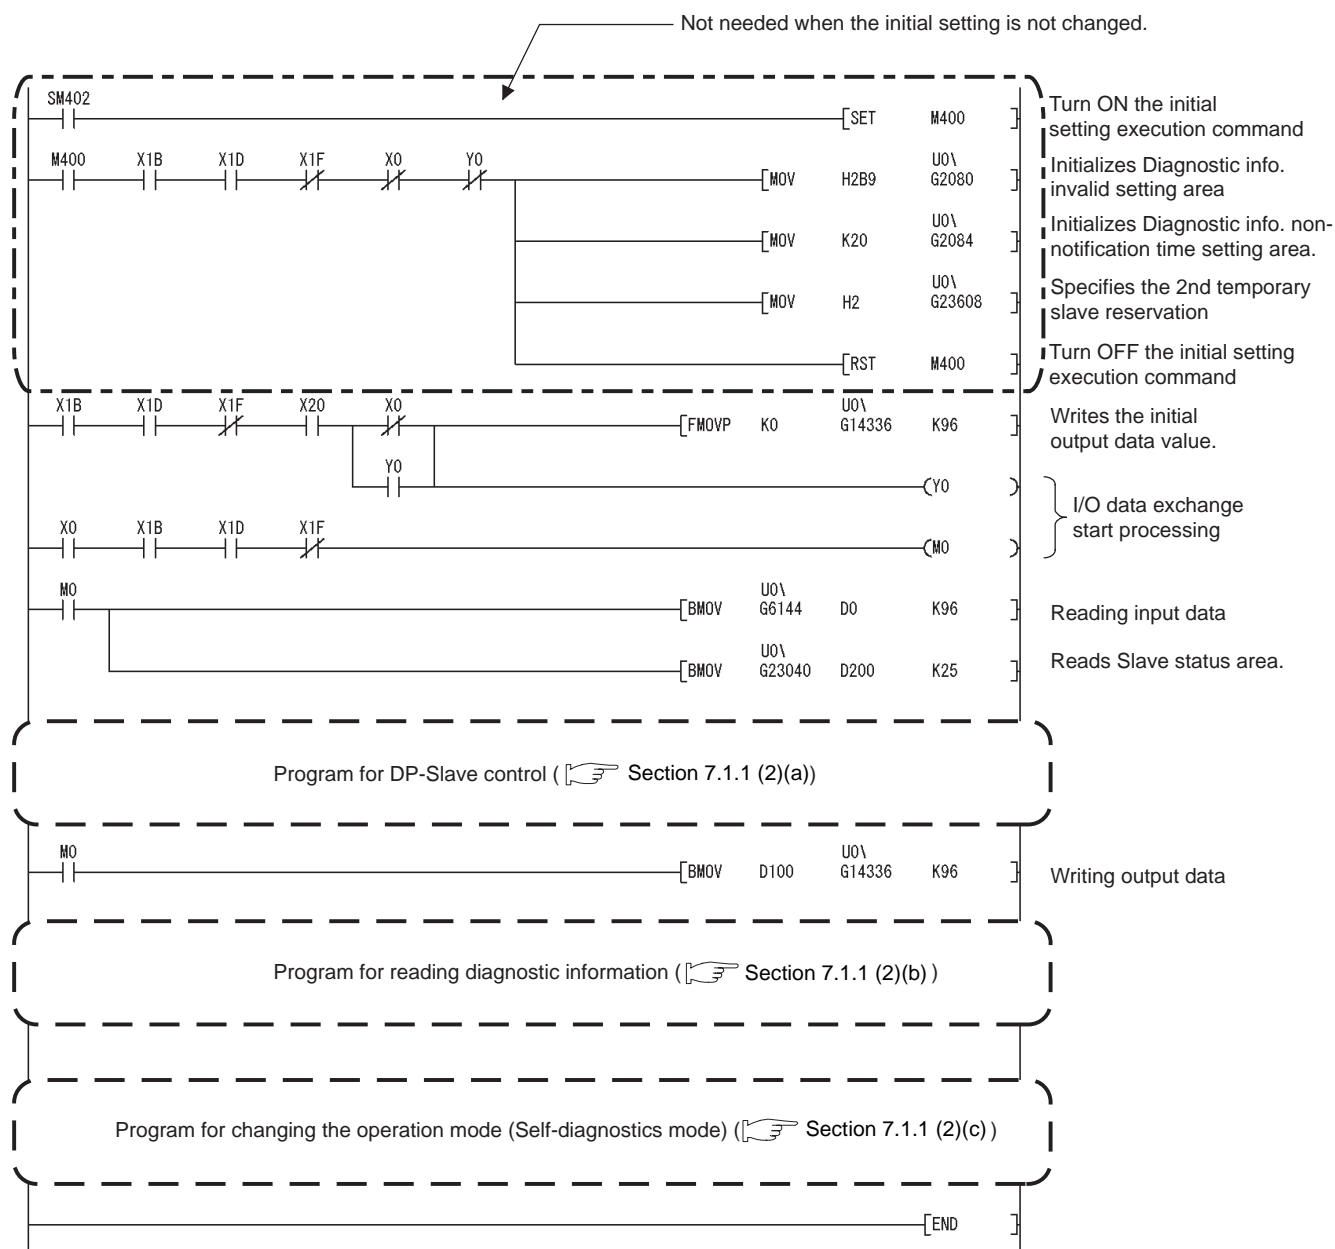 Not needed when the initial setting is not changed.
SM402
[SET M400 ]
Turn ON the initial
setting execution command
M400 X1B X1D X1F X0 Y0
U0\
[MOV H2B9 G2080 ]
Initializes Diagnostic info.
invalid setting area
U0\
[MOV K20 G2084 ]
Initializes Diagnostic info. non-
notification time setting area.
U0\
[MOV H2 G23608 ]
Specifies the 2nd temporary
slave reservation
[RST M400 ]
Turn OFF the initial setting
execution command
X1B X1D X1F X20 X0
U0\
[FMOVP K0 G14336 K96 ]
Writes the initial
output data value.
Y0
(Y0 )
I/O data exchange
start processing
X0 X1B X1D X1F
(M0 )
M0
U0\
[BMOV G6144 D0 K96 ]
Reading input data
U0\
[BMOV G23040 D200 K25 ]
Reads Slave status area.
Program for DP-Slave control ( Section 7.1.1 (2)(a))
M0
U0\
[BMOV D100 G14336 K96 ]
Writing output data
Program for reading diagnostic information ( Section 7.1.1 (2)(b) )
Program for changing the operation mode (Self-diagnostics mode) ( Section 7.1.1 (2)(c) )
[END ]